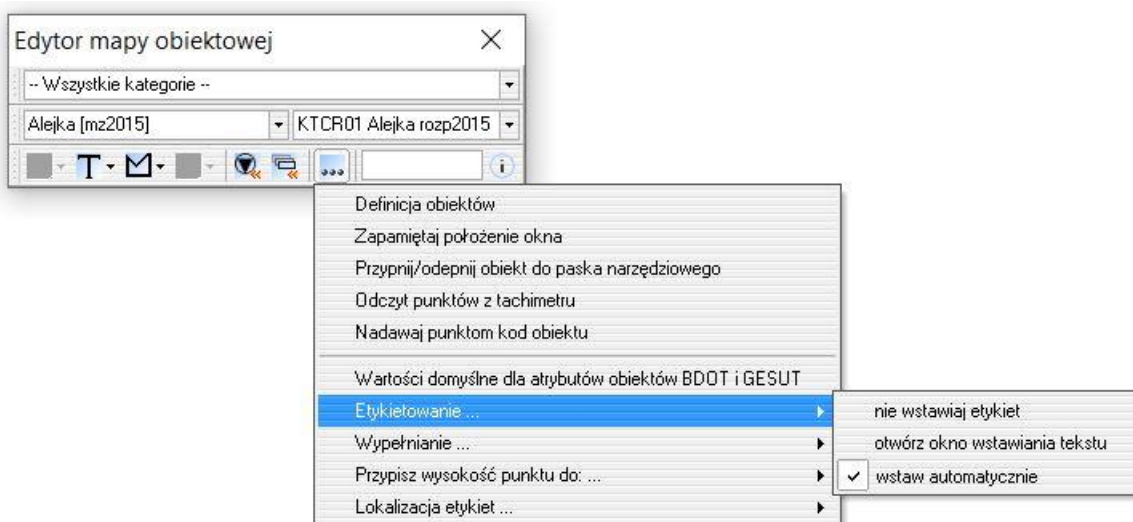 Edytor mapy obiektowej
-- Wszystkie kategorie --
Alejka [mz2015]
KTCR01 Alejka rozp2015
Definicja obiektów
Zapamiętaj położenie okna
Przypnij/odepnij obiekt do paska narzędziowego
Odczyt punktów z tachimetru
Nadawaj punktom kod obiektu
Wartości domyślne dla atrybutów obiektów BDOT i GESUT
Etykietowanie ...
nie wstawiaj etykiet
Wypełnianie ...
otwórz okno wstawiania tekstu
Przypisz wysokość punktu do: ...
wstaw automatycznie
Lokalizacja etykiet ...